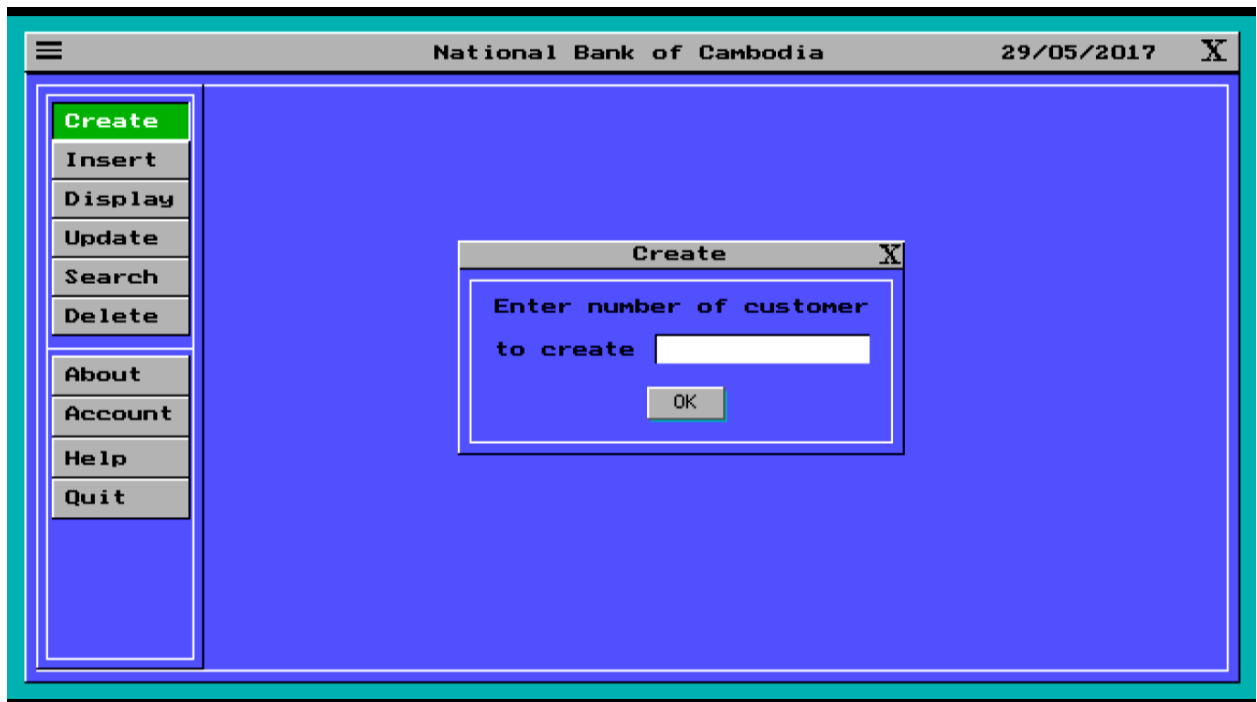 National Bank of Cambodia 29/05/2017 X
Create
Insert
Display
Update
Search
Delete
About
Account
Help
Quit
Create X
Enter number of customer
to create
OK